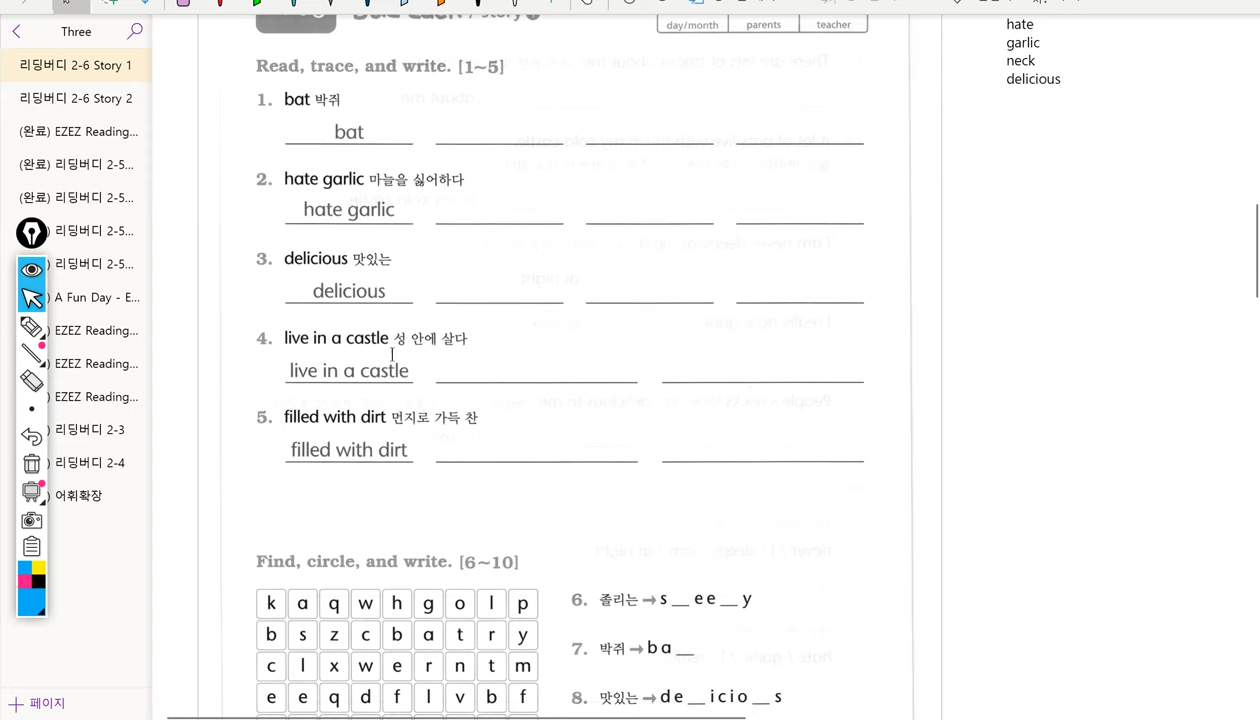 Three
리딩버디 2-6 Story 1
리딩버디 2-6 Story 2
(완료) EZEZ Reading...
(완료) 리딩버디 2-5...
(완료) 리딩버디 2-5...
) 리딩버디 2-5...
) 리딩버디 2-5...
) A Fun Day - E...
) EZEZ Reading...
) EZEZ Reading...
) EZEZ Reading...
) 리딩버디 2-3
) 리딩버디 2-4
) 어휘확장
페이지
day/month parents teacher
Read, trace, and write. [1~5]
1. bat 박쥐
bat
2. hate garlic 마늘을 싫어하다
hate garlic
3. delicious 맛있는
delicious
4. live in a castle 성 안에 살다
live in a castle
5. filled with dirt 먼지로 가득 찬
filled with dirt
Find, circle, and write. [6~10]
k a q w h g o l p
b s z c b a t r y
c l x w e r n t m
e e q d f l v b f
6. 졸리는 → s __ e e __ y
7. 박쥐 → b a __
8. 맛있는 → d e __ i c i o __ s
hate
garlic
neck
delicious